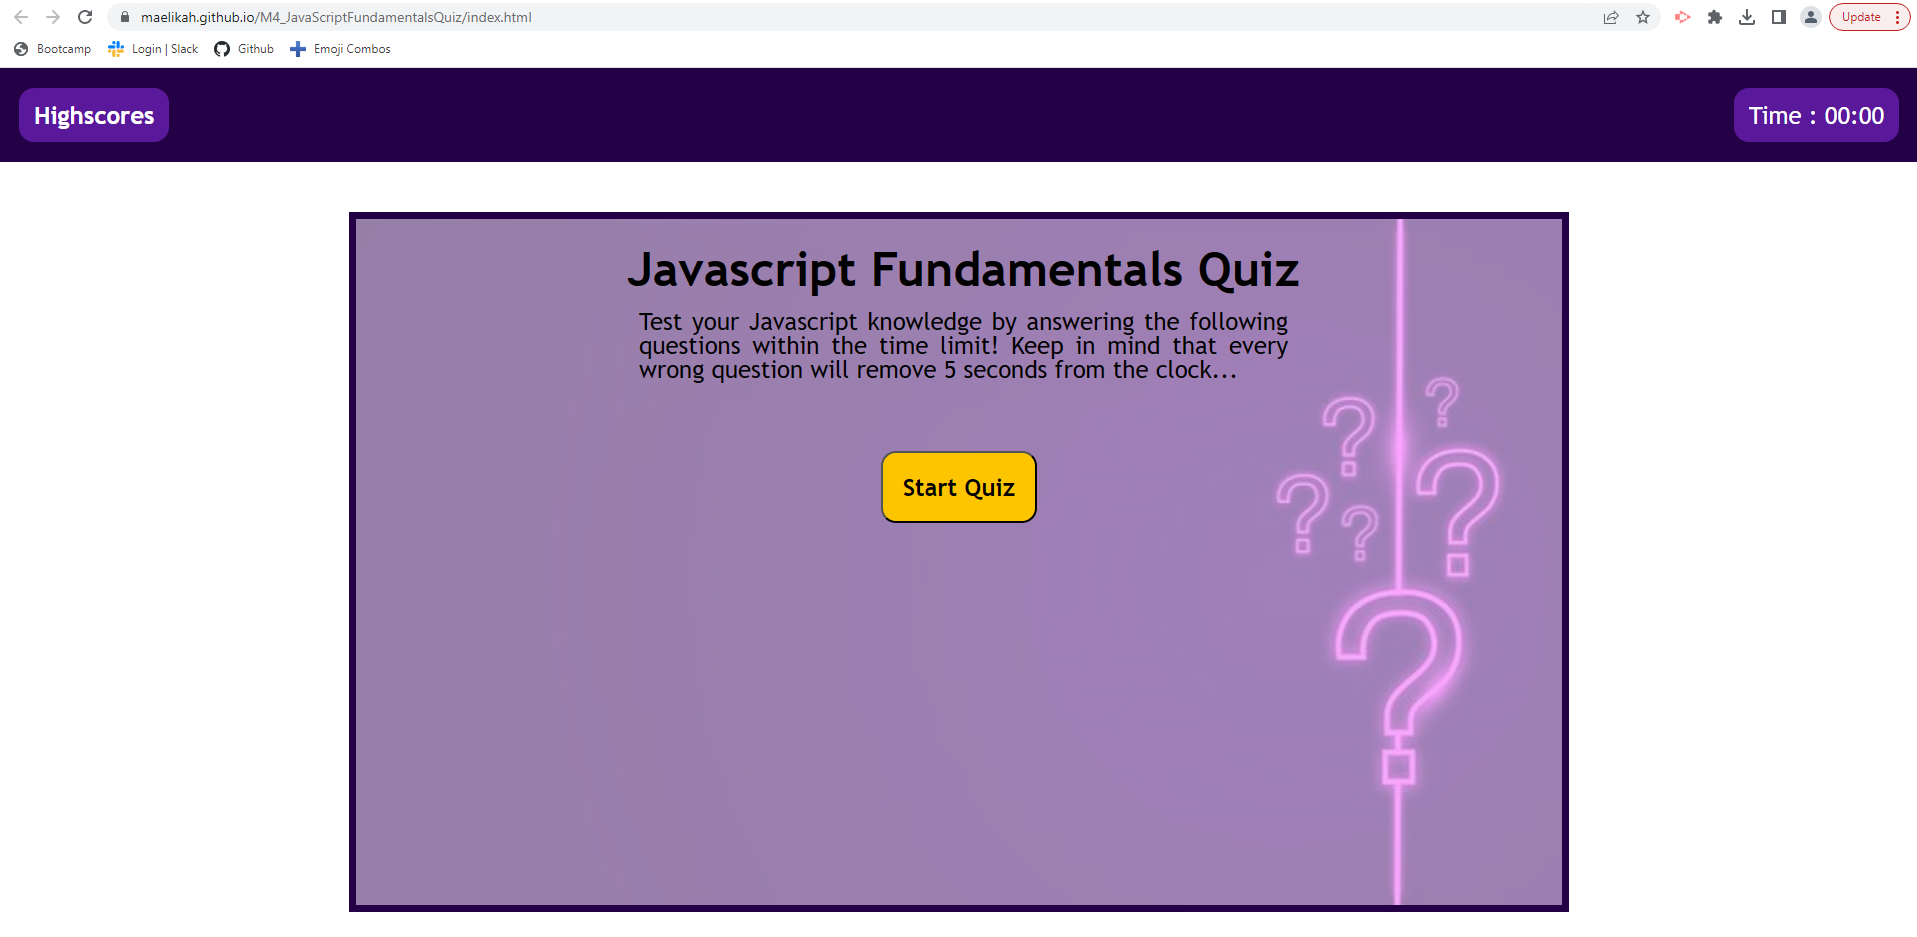 maelikah.github.io/M4_JavaScriptFundamentalsQuiz/index.html
Update
Bootcamp Login | Slack Github Emoji Combos
Highscores Time : 00:00
Javascript Fundamentals Quiz
Test your Javascript knowledge by answering the following
questions within the time limit! Keep in mind that every
wrong question will remove 5 seconds from the clock...
Start Quiz
? ?
? ? ?
?